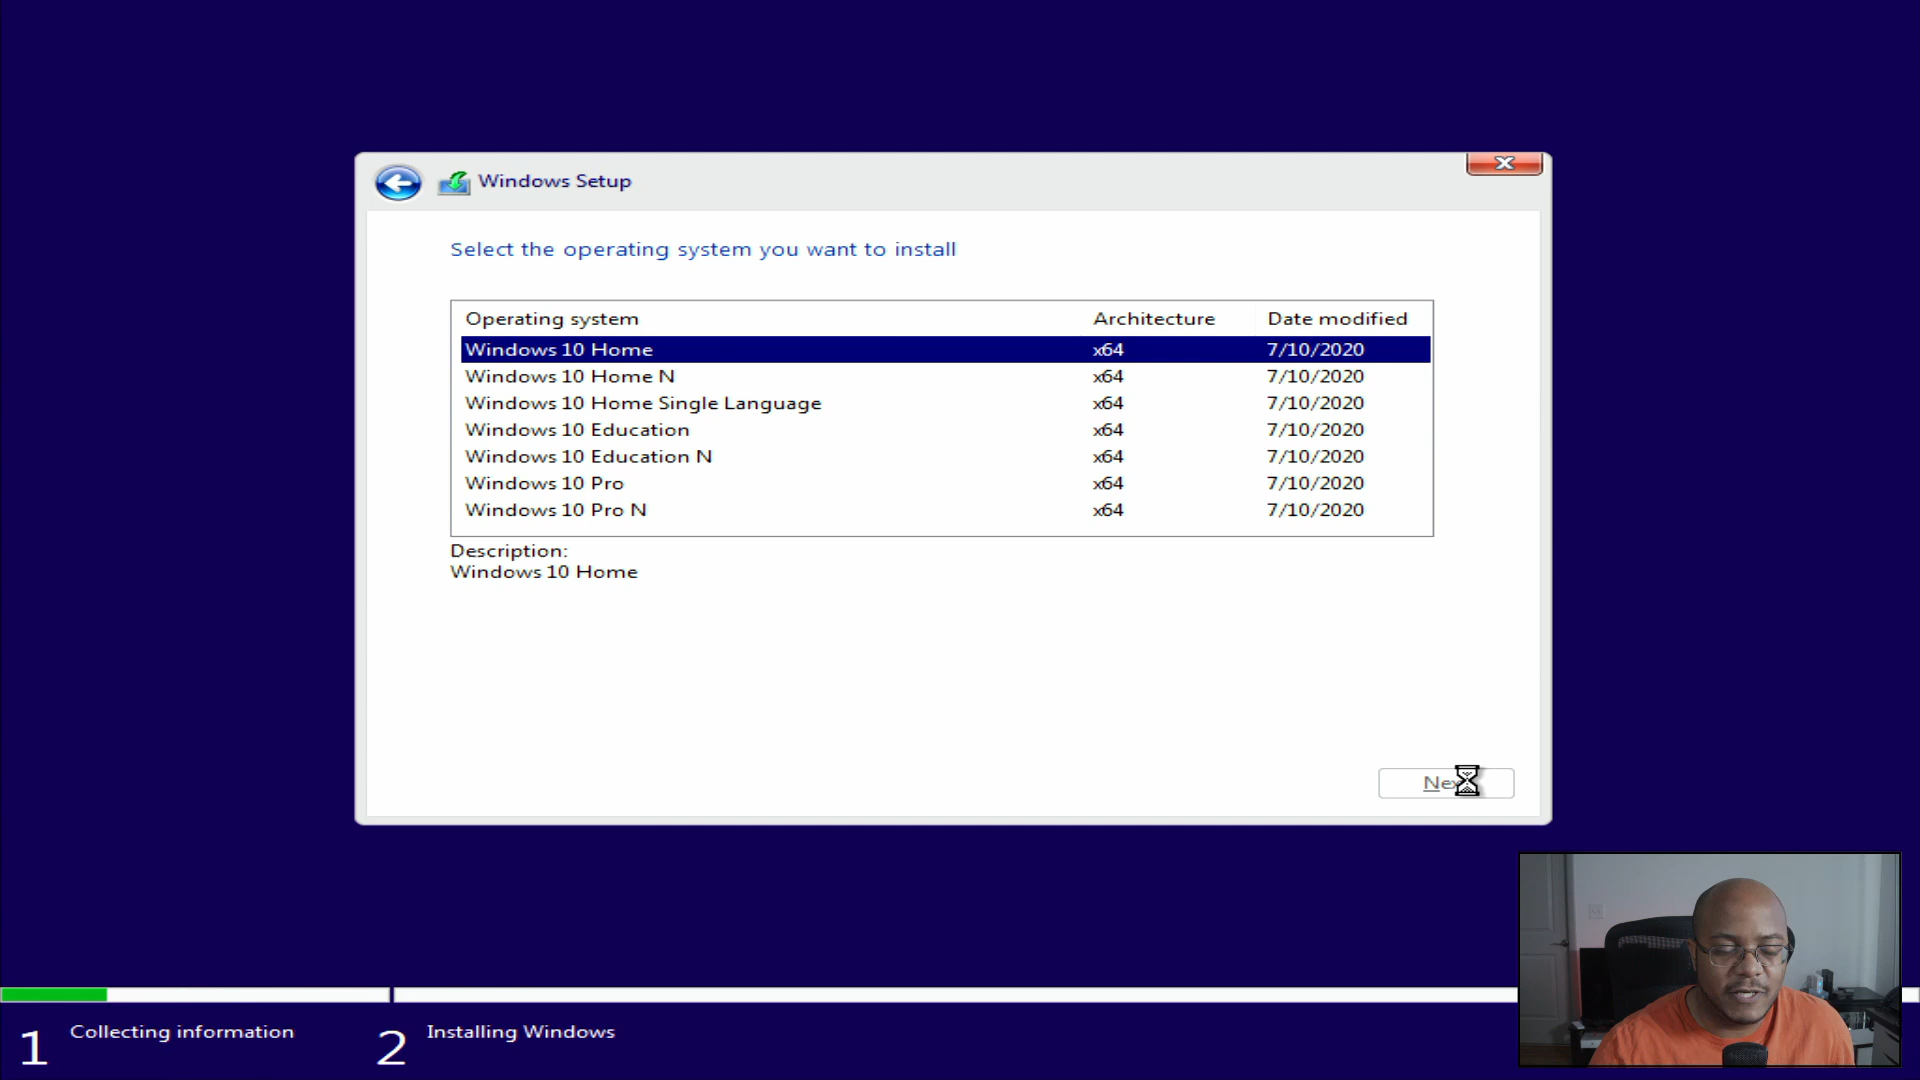 Windows Setup
Select the operating system you want to install
Operating system Architecture Date modified
Windows 10 Home x64 7/10/2020
Windows 10 Home N x64 7/10/2020
Windows 10 Home Single Language x64 7/10/2020
Windows 10 Education x64 7/10/2020
Windows 10 Education N x64 7/10/2020
Windows 10 Pro x64 7/10/2020
Windows 10 Pro N x64 7/10/2020
Description:
Windows 10 Home
1 Collecting information 2 Installing Windows